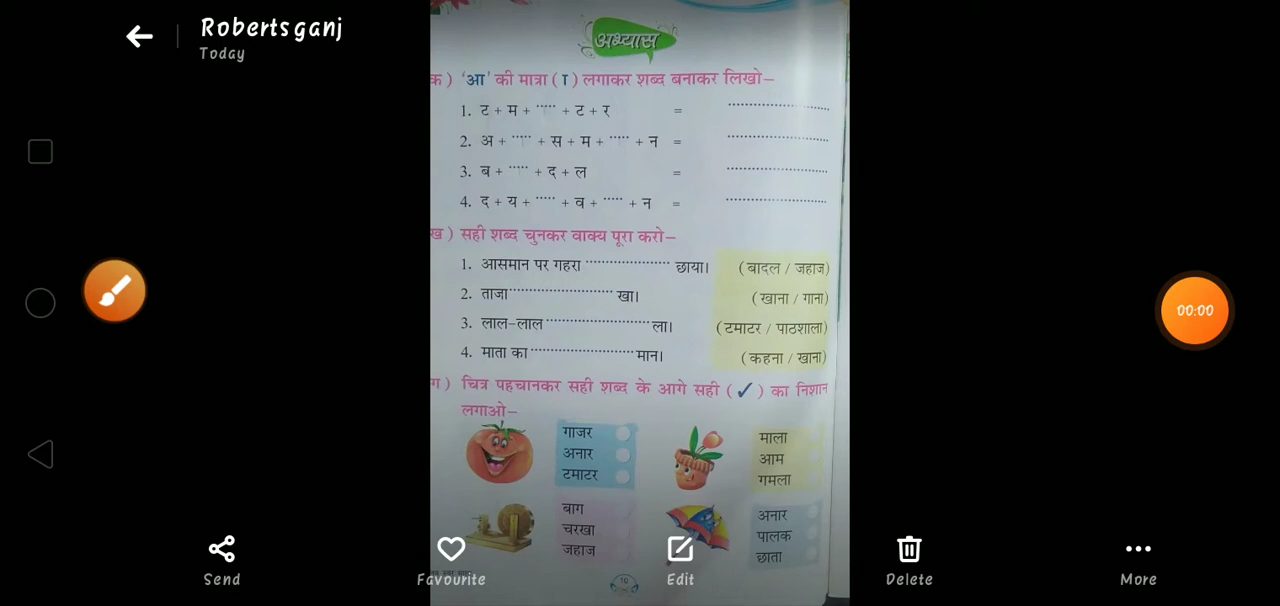 Robertsganj
Today
अभ्यास
क) 'आ' की मात्रा (ा) लगाकर शब्द बनाकर लिखो–
1. ट + म + ..... + ट + र = ....................
2. अ + ..... + स + म + ..... + न = ....................
3. ब + ..... + द + ल = ....................
4. द + य + ..... + व + ..... + न = ....................
ख) सही शब्द चुनकर वाक्य पूरा करो–
1. आसमान पर गहरा .................... छाया। (बादल / जहाज)
2. ताजा .................... खा। (खाना / गाना)
3. लाल-लाल .................... ला। (टमाटर / पाठशाला)
4. माता का .................... मान। (कहना / खाना)
ग) चित्र पहचानकर सही शब्द के आगे सही (✓) का निशान
लगाओ–
गाजर
अनार
टमाटर
माला
आम
गमला
बाग
चरखा
जहाज
अनार
पालक
छाता
10
00:00
Send
Favourite
Edit
Delete
More